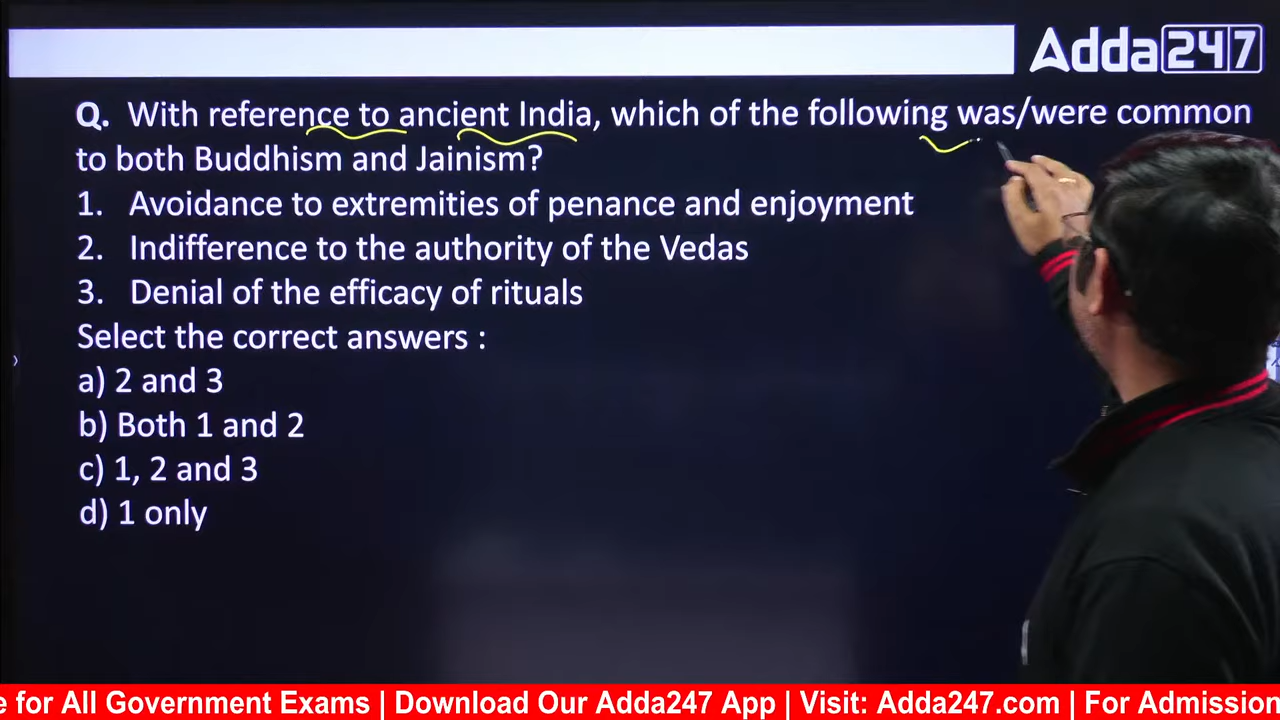 Adda247
Q. With reference to ancient India, which of the following was/were common
to both Buddhism and Jainism?
1. Avoidance to extremities of penance and enjoyment
2. Indifference to the authority of the Vedas
3. Denial of the efficacy of rituals
Select the correct answers :
a) 2 and 3
b) Both 1 and 2
c) 1, 2 and 3
d) 1 only
e for All Government Exams | Download Our Adda247 App | Visit: Adda247.com | For Admission